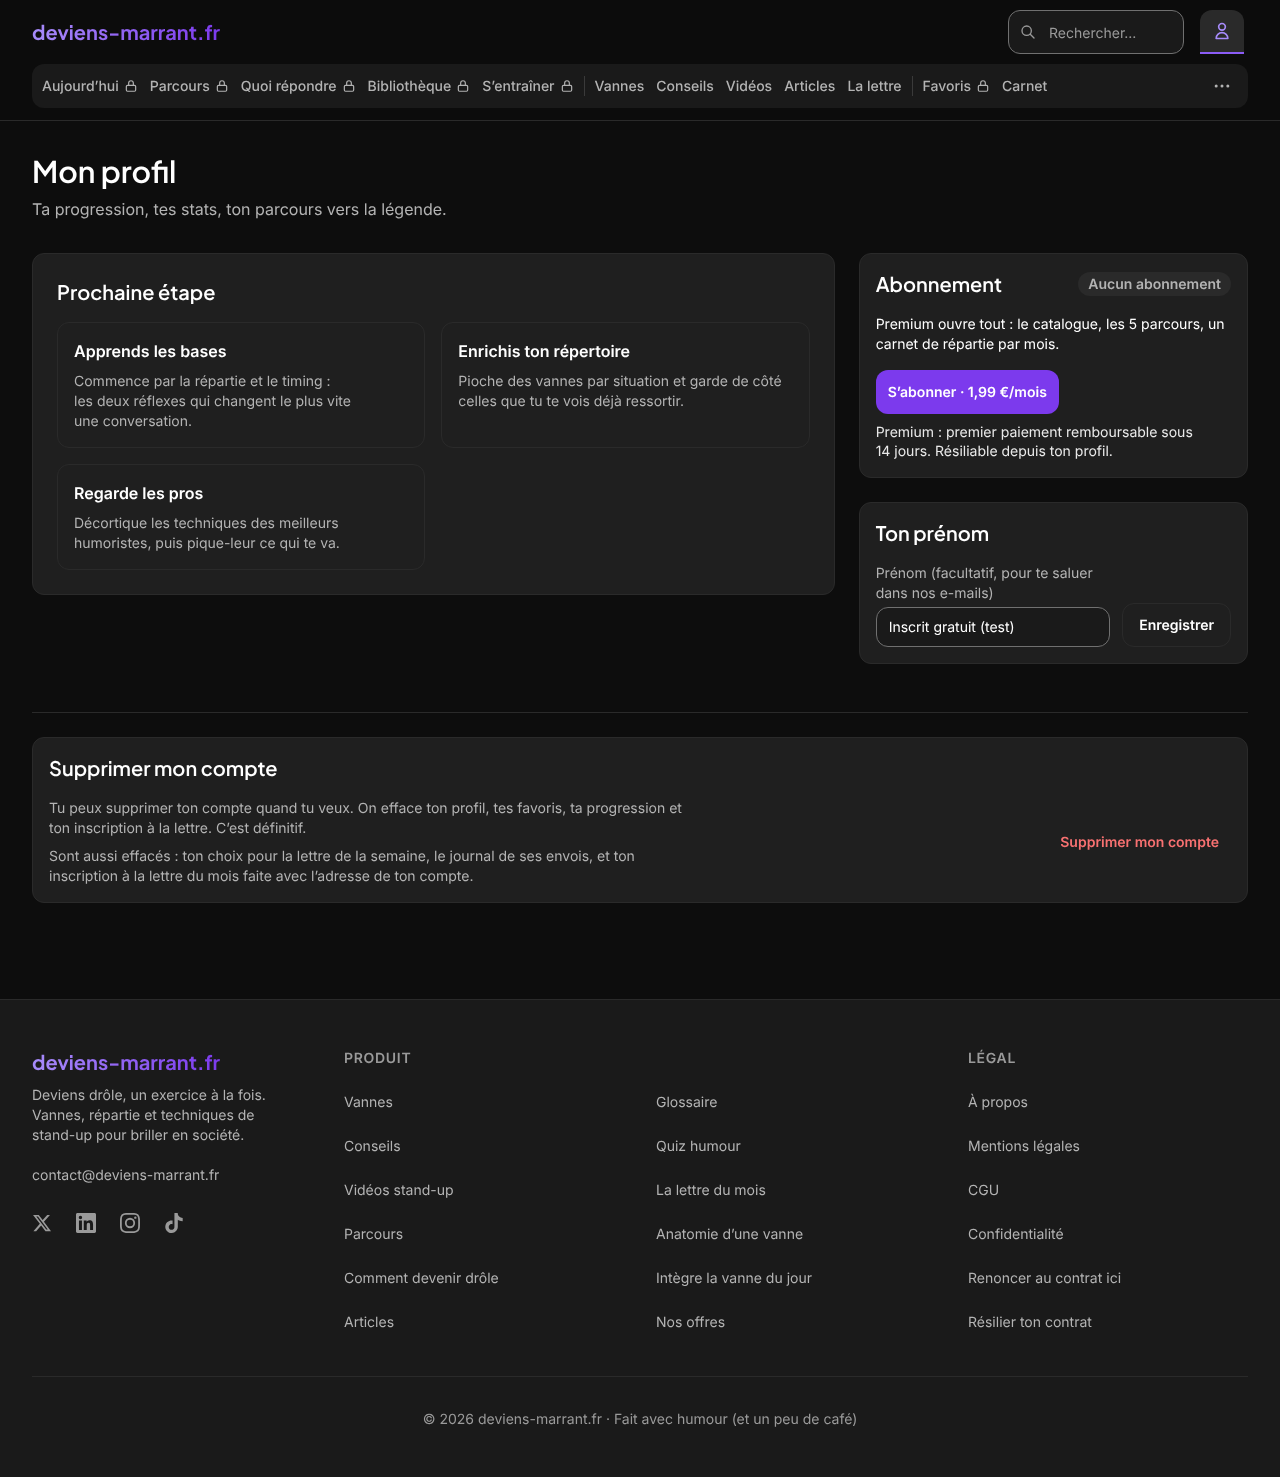 deviens-marrant.fr
Rechercher...
Aujourd’hui Parcours Quoi répondre Bibliothèque S’entraîner Vannes Conseils Vidéos Articles La lettre Favoris Carnet
Mon profil
Ta progression, tes stats, ton parcours vers la légende.
Prochaine étape
Apprends les bases
Commence par la répartie et le timing :
les deux réflexes qui changent le plus vite
une conversation.
Enrichis ton répertoire
Pioche des vannes par situation et garde de côté
celles que tu te vois déjà ressortir.
Regarde les pros
Décortique les techniques des meilleurs
humoristes, puis pique-leur ce qui te va.
Abonnement
Aucun abonnement
Premium ouvre tout : le catalogue, les 5 parcours, un
carnet de répartie par mois.
S’abonner · 1,99 €/mois
Premium : premier paiement remboursable sous
14 jours. Résiliable depuis ton profil.
Ton prénom
Prénom (facultatif, pour te saluer
dans nos e-mails)
Inscrit gratuit (test)
Enregistrer
Supprimer mon compte
Tu peux supprimer ton compte quand tu veux. On efface ton profil, tes favoris, ta progression et
ton inscription à la lettre. C’est définitif.
Sont aussi effacés : ton choix pour la lettre de la semaine, le journal de ses envois, et ton
inscription à la lettre du mois faite avec l’adresse de ton compte.
Supprimer mon compte
deviens-marrant.fr
Deviens drôle, un exercice à la fois.
Vannes, répartie et techniques de
stand-up pour briller en société.
contact@deviens-marrant.fr
PRODUIT
Vannes
Conseils
Vidéos stand-up
Parcours
Comment devenir drôle
Articles
Glossaire
Quiz humour
La lettre du mois
Anatomie d’une vanne
Intègre la vanne du jour
Nos offres
LÉGAL
À propos
Mentions légales
CGU
Confidentialité
Renoncer au contrat ici
Résilier ton contrat
© 2026 deviens-marrant.fr · Fait avec humour (et un peu de café)